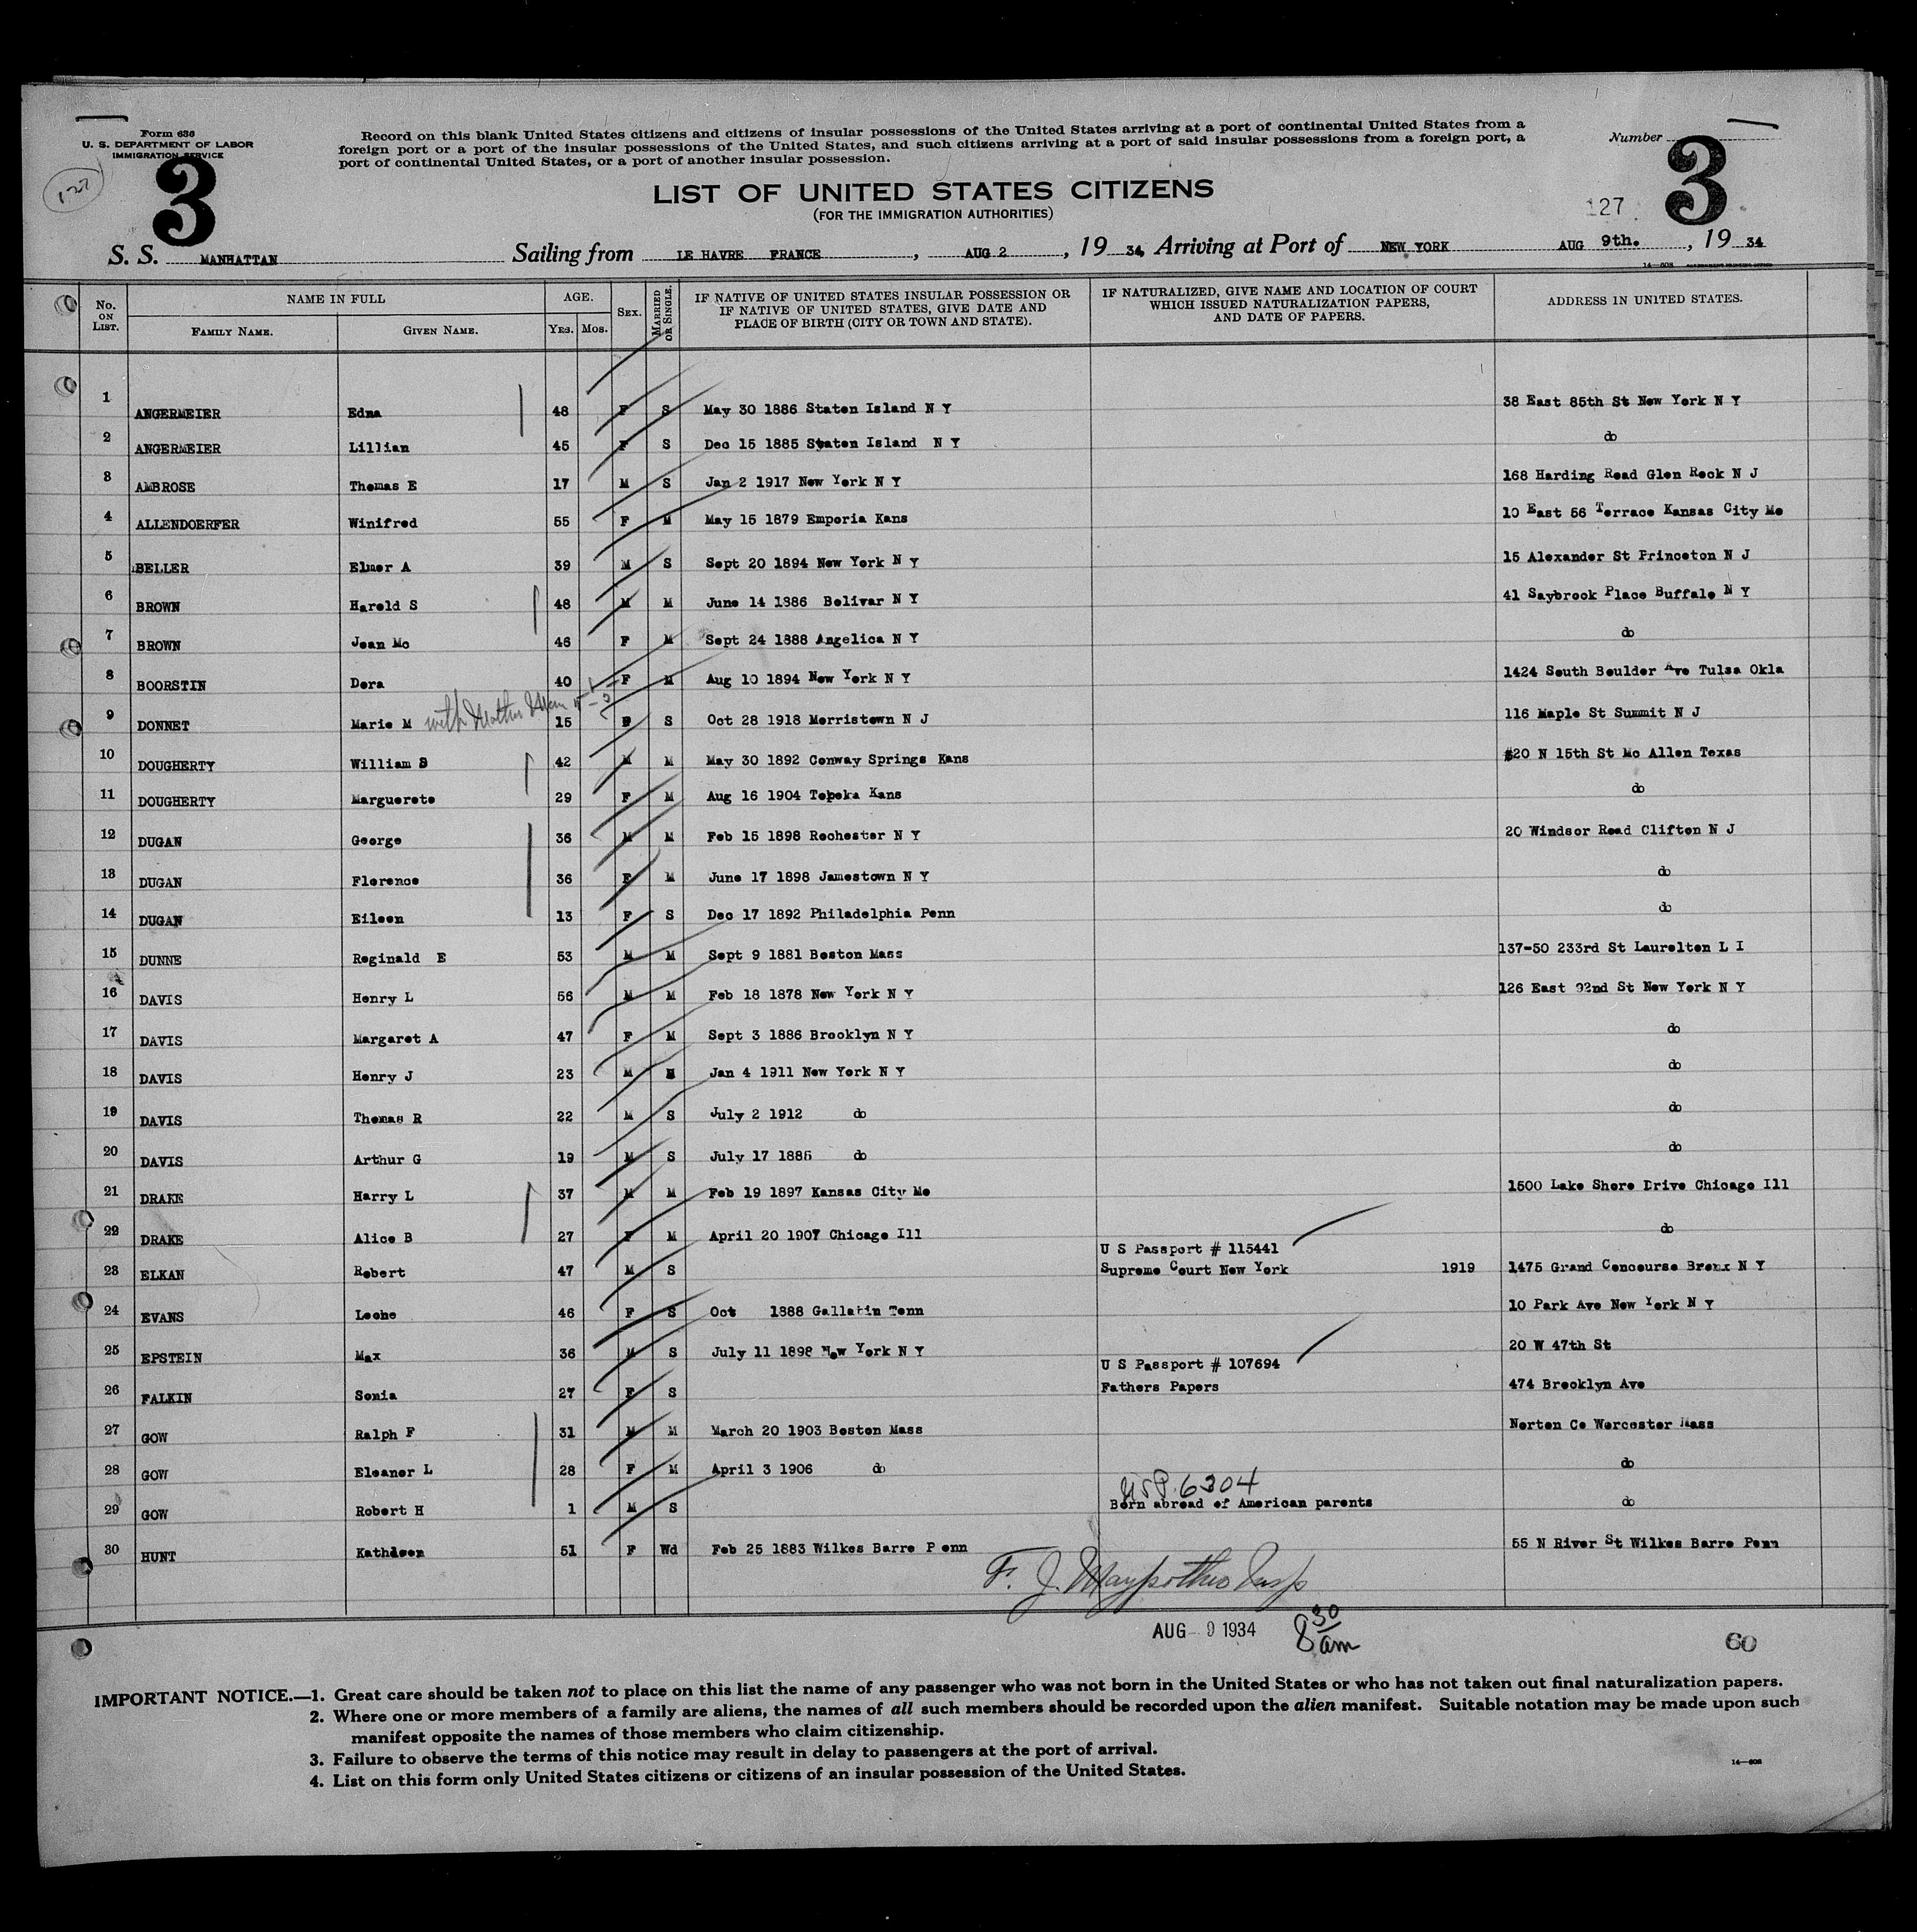 Form 636
U. S. DEPARTMENT OF LABOR
IMMIGRATION SERVICE
127
3
Record on this blank United States citizens and citizens of insular possessions of the United States arriving at a port of continental United States from a
foreign port or a port of the insular possessions of the United States, and such citizens arriving at a port of said insular possessions from a foreign port, a
port of continental United States, or a port of another insular possession.
Number
3
127
LIST OF UNITED STATES CITIZENS
(FOR THE IMMIGRATION AUTHORITIES)
S. S. MANHATTAN Sailing from LE HAVRE FRANCE, AUG 2, 19 34, Arriving at Port of NEW YORK AUG 9th., 19 34
14—608
No. ON LIST. NAME IN FULL FAMILY NAME. GIVEN NAME. AGE. YRS. MOS. SEX. MARRIED OR SINGLE. IF NATIVE OF UNITED STATES INSULAR POSSESSION OR IF NATIVE OF UNITED STATES, GIVE DATE AND PLACE OF BIRTH (CITY OR TOWN AND STATE). IF NATURALIZED, GIVE NAME AND LOCATION OF COURT WHICH ISSUED NATURALIZATION PAPERS, AND DATE OF PAPERS. ADDRESS IN UNITED STATES.
1 ANGERMEIER Edna 48 F S May 30 1886 Staten Island N Y 38 East 85th St New York N Y
2 ANGERMEIER Lillian 45 F S Dec 15 1885 Staten Island N Y do
3 AMBROSE Thomas E 17 M S Jan 2 1917 New York N Y 168 Harding Road Glen Rock N J
4 ALLENDOERFER Winifred 55 F M May 15 1879 Emporia Kans 10 East 56 Terrace Kansas City Mo
5 BELLER Elmer A 39 M S Sept 20 1894 New York N Y 15 Alexander St Princeton N J
6 BROWN Harold S 48 M M June 14 1886 Bolivar N Y 41 Saybrook Place Buffalo N Y
7 BROWN Jean Mc 46 F M Sept 24 1888 Angelica N Y do
8 BOORSTIN Dora 40 F M Aug 10 1894 New York N Y 1424 South Boulder Ave Tulsa Okla
9 DONNET Marie M with Mother 15 S Oct 28 1918 Morristown N J 116 Maple St Summit N J
10 DOUGHERTY William S 42 M M May 30 1892 Conway Springs Kans 520 N 15th St Mc Allen Texas
11 DOUGHERTY Marguerete 29 F M Aug 16 1904 Topeka Kans do
12 DUGAN George 36 M M Feb 15 1898 Rochester N Y 20 Windsor Road Clifton N J
13 DUGAN Florence 36 F M June 17 1898 Jamestown N Y do
14 DUGAN Eileen 13 F S Dec 17 1892 Philadelphia Penn do
15 DUNNE Reginald E 53 M M Sept 9 1881 Boston Mass 137-50 233rd St Laurelton L I
16 DAVIS Henry L 56 M M Feb 18 1878 New York N Y 126 East 92nd St New York N Y
17 DAVIS Margaret A 47 F M Sept 3 1886 Brooklyn N Y do
18 DAVIS Henry J 23 M Jan 4 1911 New York N Y do
19 DAVIS Thomas R 22 M S July 2 1912 do do
20 DAVIS Arthur G 19 M S July 17 1885 do do
21 DRAKE Harry L 37 M M Feb 19 1897 Kansas City Mo 1500 Lake Shore Drive Chicago Ill
22 DRAKE Alice B 27 F M April 20 1907 Chicago Ill do
U S Passport # 115441
23 ELKAN Robert 47 M S Supreme Court New York 1919 1475 Grand Concourse Bronx N Y
24 EVANS Leche 46 F S Oct 1888 Gallatin Tenn 10 Park Ave New York N Y
25 EPSTEIN Max 36 M S July 11 1898 New York N Y 20 W 47th St
U S Passport # 107694
26 FALKIN Sonia 27 F S Fathers Papers 474 Brooklyn Ave
27 GOW Ralph F 31 M M March 20 1903 Boston Mass Norton Co Worcester Mass
28 GOW Eleanor L 28 F M April 3 1906 do do
USP. 6304
29 GOW Robert H 1 M S Born abroad of American parents do
30 HUNT Kathleen 51 F Wd Feb 25 1883 Wilkes Barre P enn 55 N River St Wilkes Barre Penn
F. J.
AUG - 9 1934 8 30 am
60
IMPORTANT NOTICE.—1. Great care should be taken not to place on this list the name of any passenger who was not born in the United States or who has not taken out final naturalization papers.
2. Where one or more members of a family are aliens, the names of all such members should be recorded upon the alien manifest. Suitable notation may be made upon such
manifest opposite the names of those members who claim citizenship.
3. Failure to observe the terms of this notice may result in delay to passengers at the port of arrival.
4. List on this form only United States citizens or citizens of an insular possession of the United States.
14—608